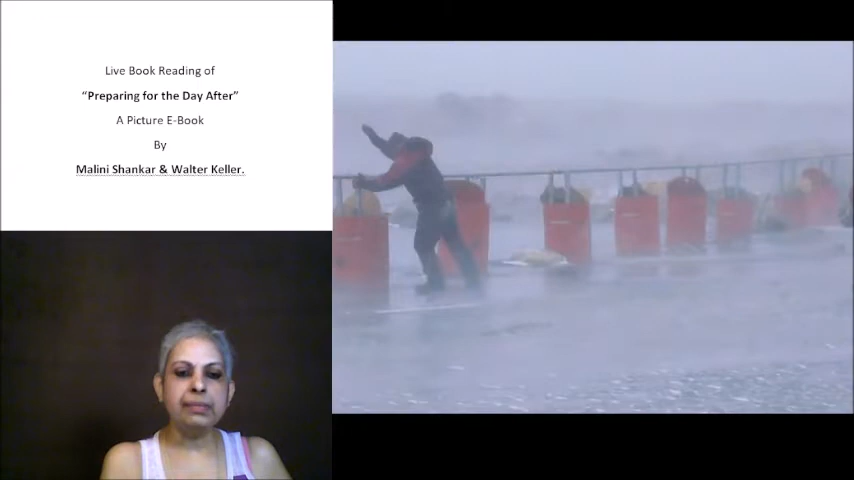 Live Book Reading of
“Preparing for the Day After”
A Picture E-Book
By
Malini Shankar & Walter Keller.